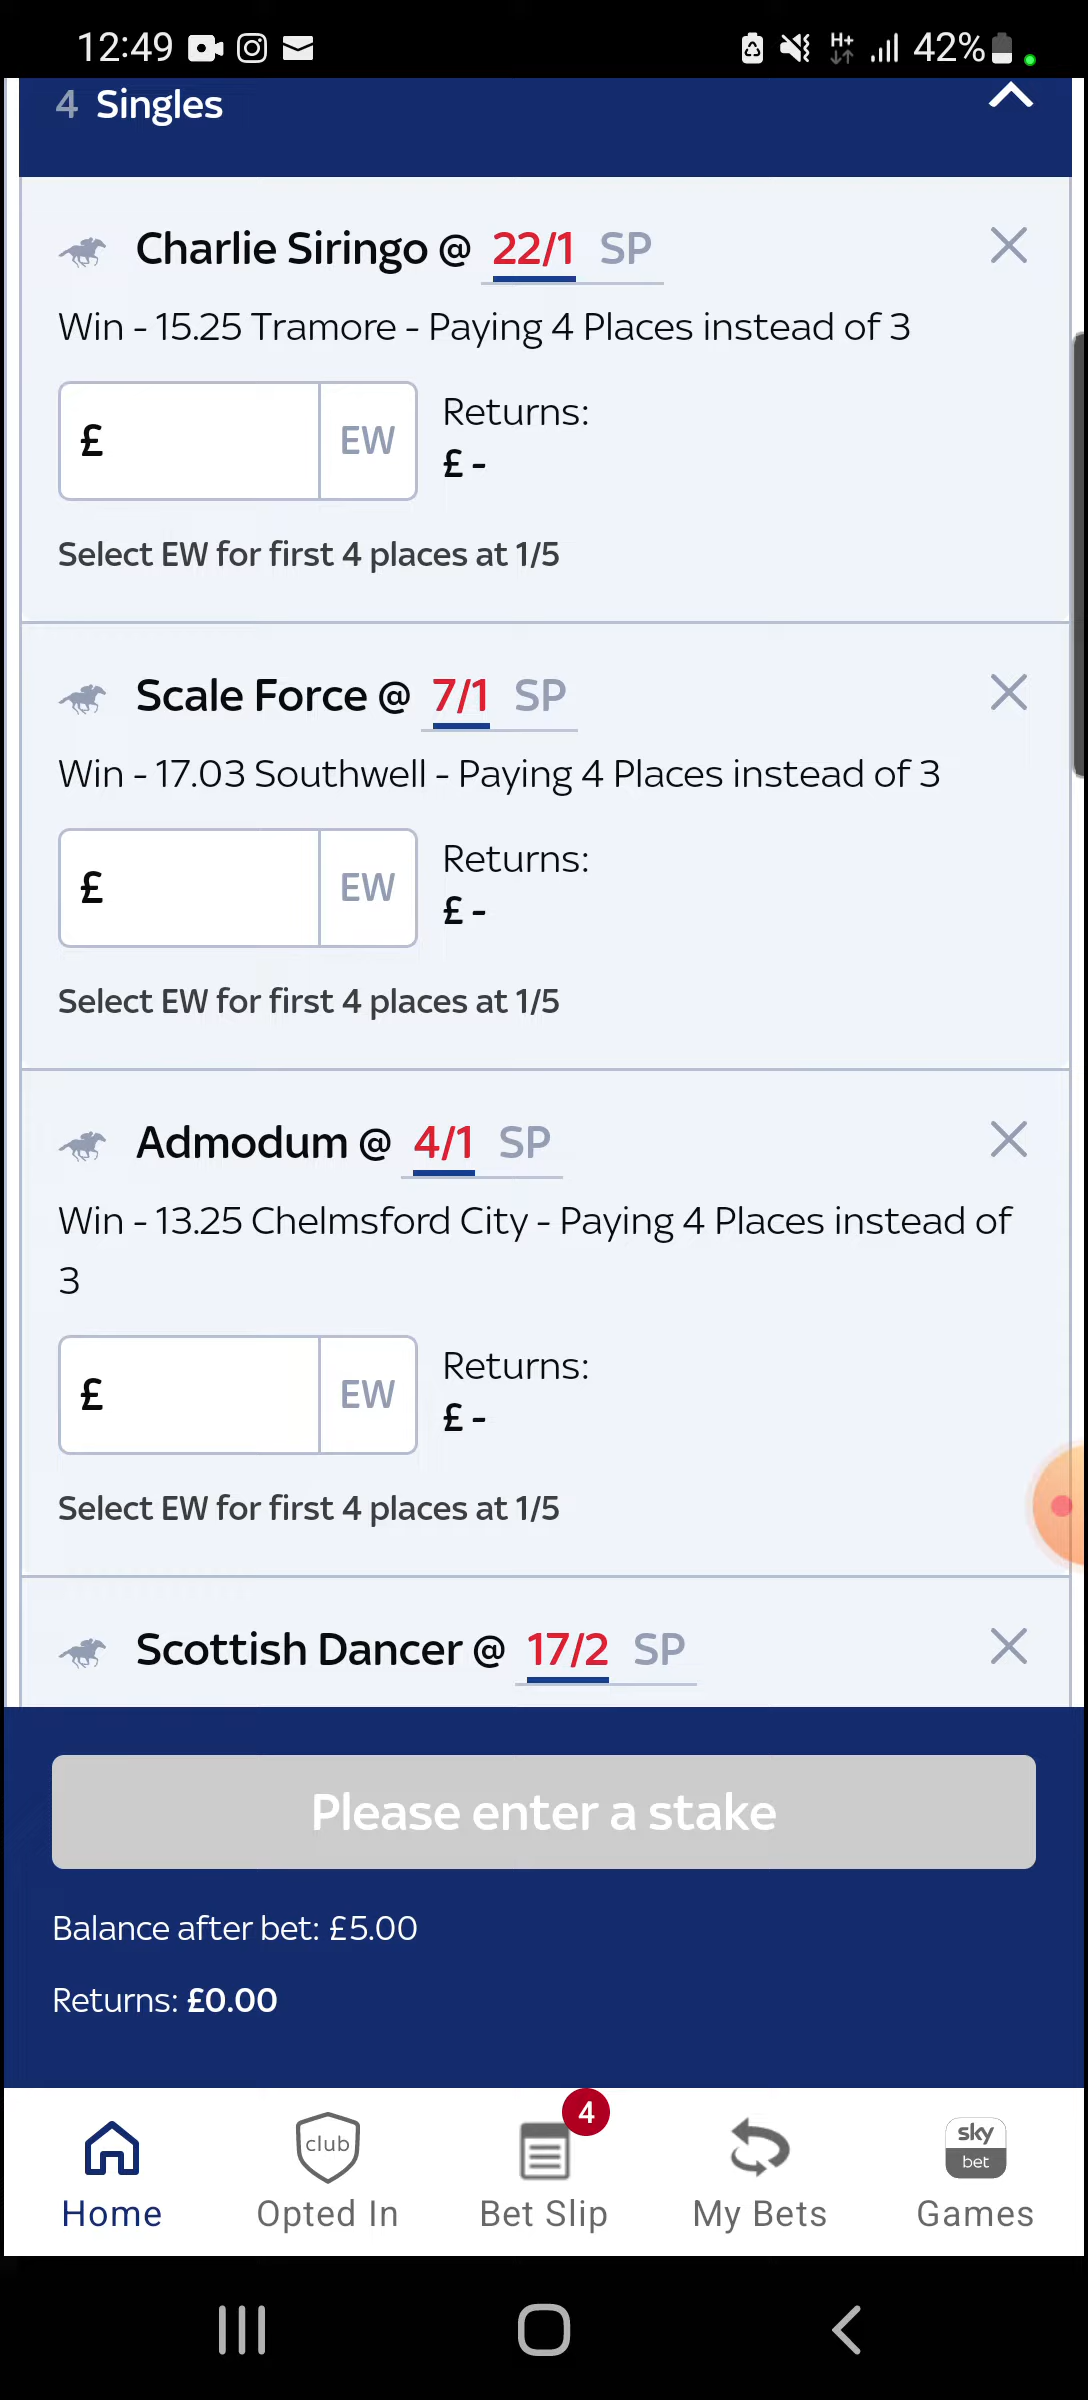 12:49 H+ 42%
4 Singles
Charlie Siringo @ 22/1 SP
Win - 15.25 Tramore - Paying 4 Places instead of 3
£ EW
Returns:
£ -
Select EW for first 4 places at 1/5
Scale Force @ 7/1 SP
Win - 17.03 Southwell - Paying 4 Places instead of 3
£ EW
Returns:
£ -
Select EW for first 4 places at 1/5
Admodum @ 4/1 SP
Win - 13.25 Chelmsford City - Paying 4 Places instead of
3
£ EW
Returns:
£ -
Select EW for first 4 places at 1/5
Scottish Dancer @ 17/2 SP
Please enter a stake
Balance after bet: £5.00
Returns: £0.00
4
club
sky
bet
Home Opted In Bet Slip My Bets Games